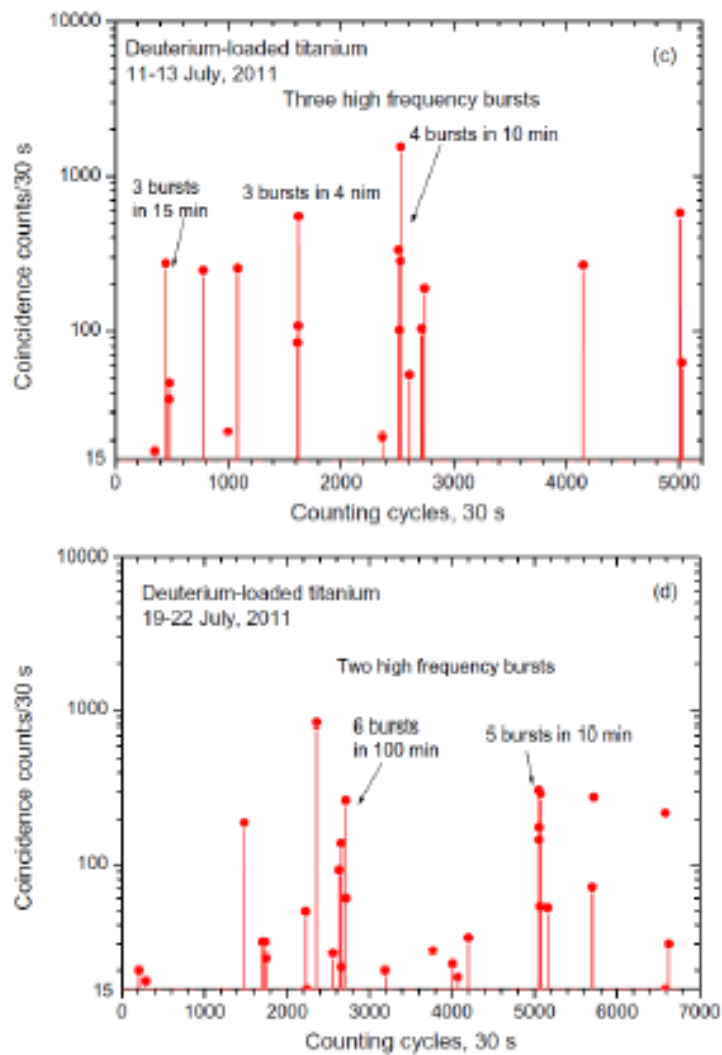 10000
Deuterium-loaded titanium
(c)
11-13 July, 2011
Three high frequency bursts
4 bursts in 10 min
1000
3 bursts
in 15 min
3 bursts in 4 nim
100
15
Coincidence counts/30 s
0 1000 2000 3000 4000 5000
Counting cycles, 30 s
10000
Deuterium-loaded titanium
(d)
19-22 July, 2011
Two high frequency bursts
1000
6 bursts
in 100 min
5 bursts in 10 min
100
15
Coincidence counts/30 s
0 1000 2000 3000 4000 5000 6000 7000
Counting cycles, 30 s